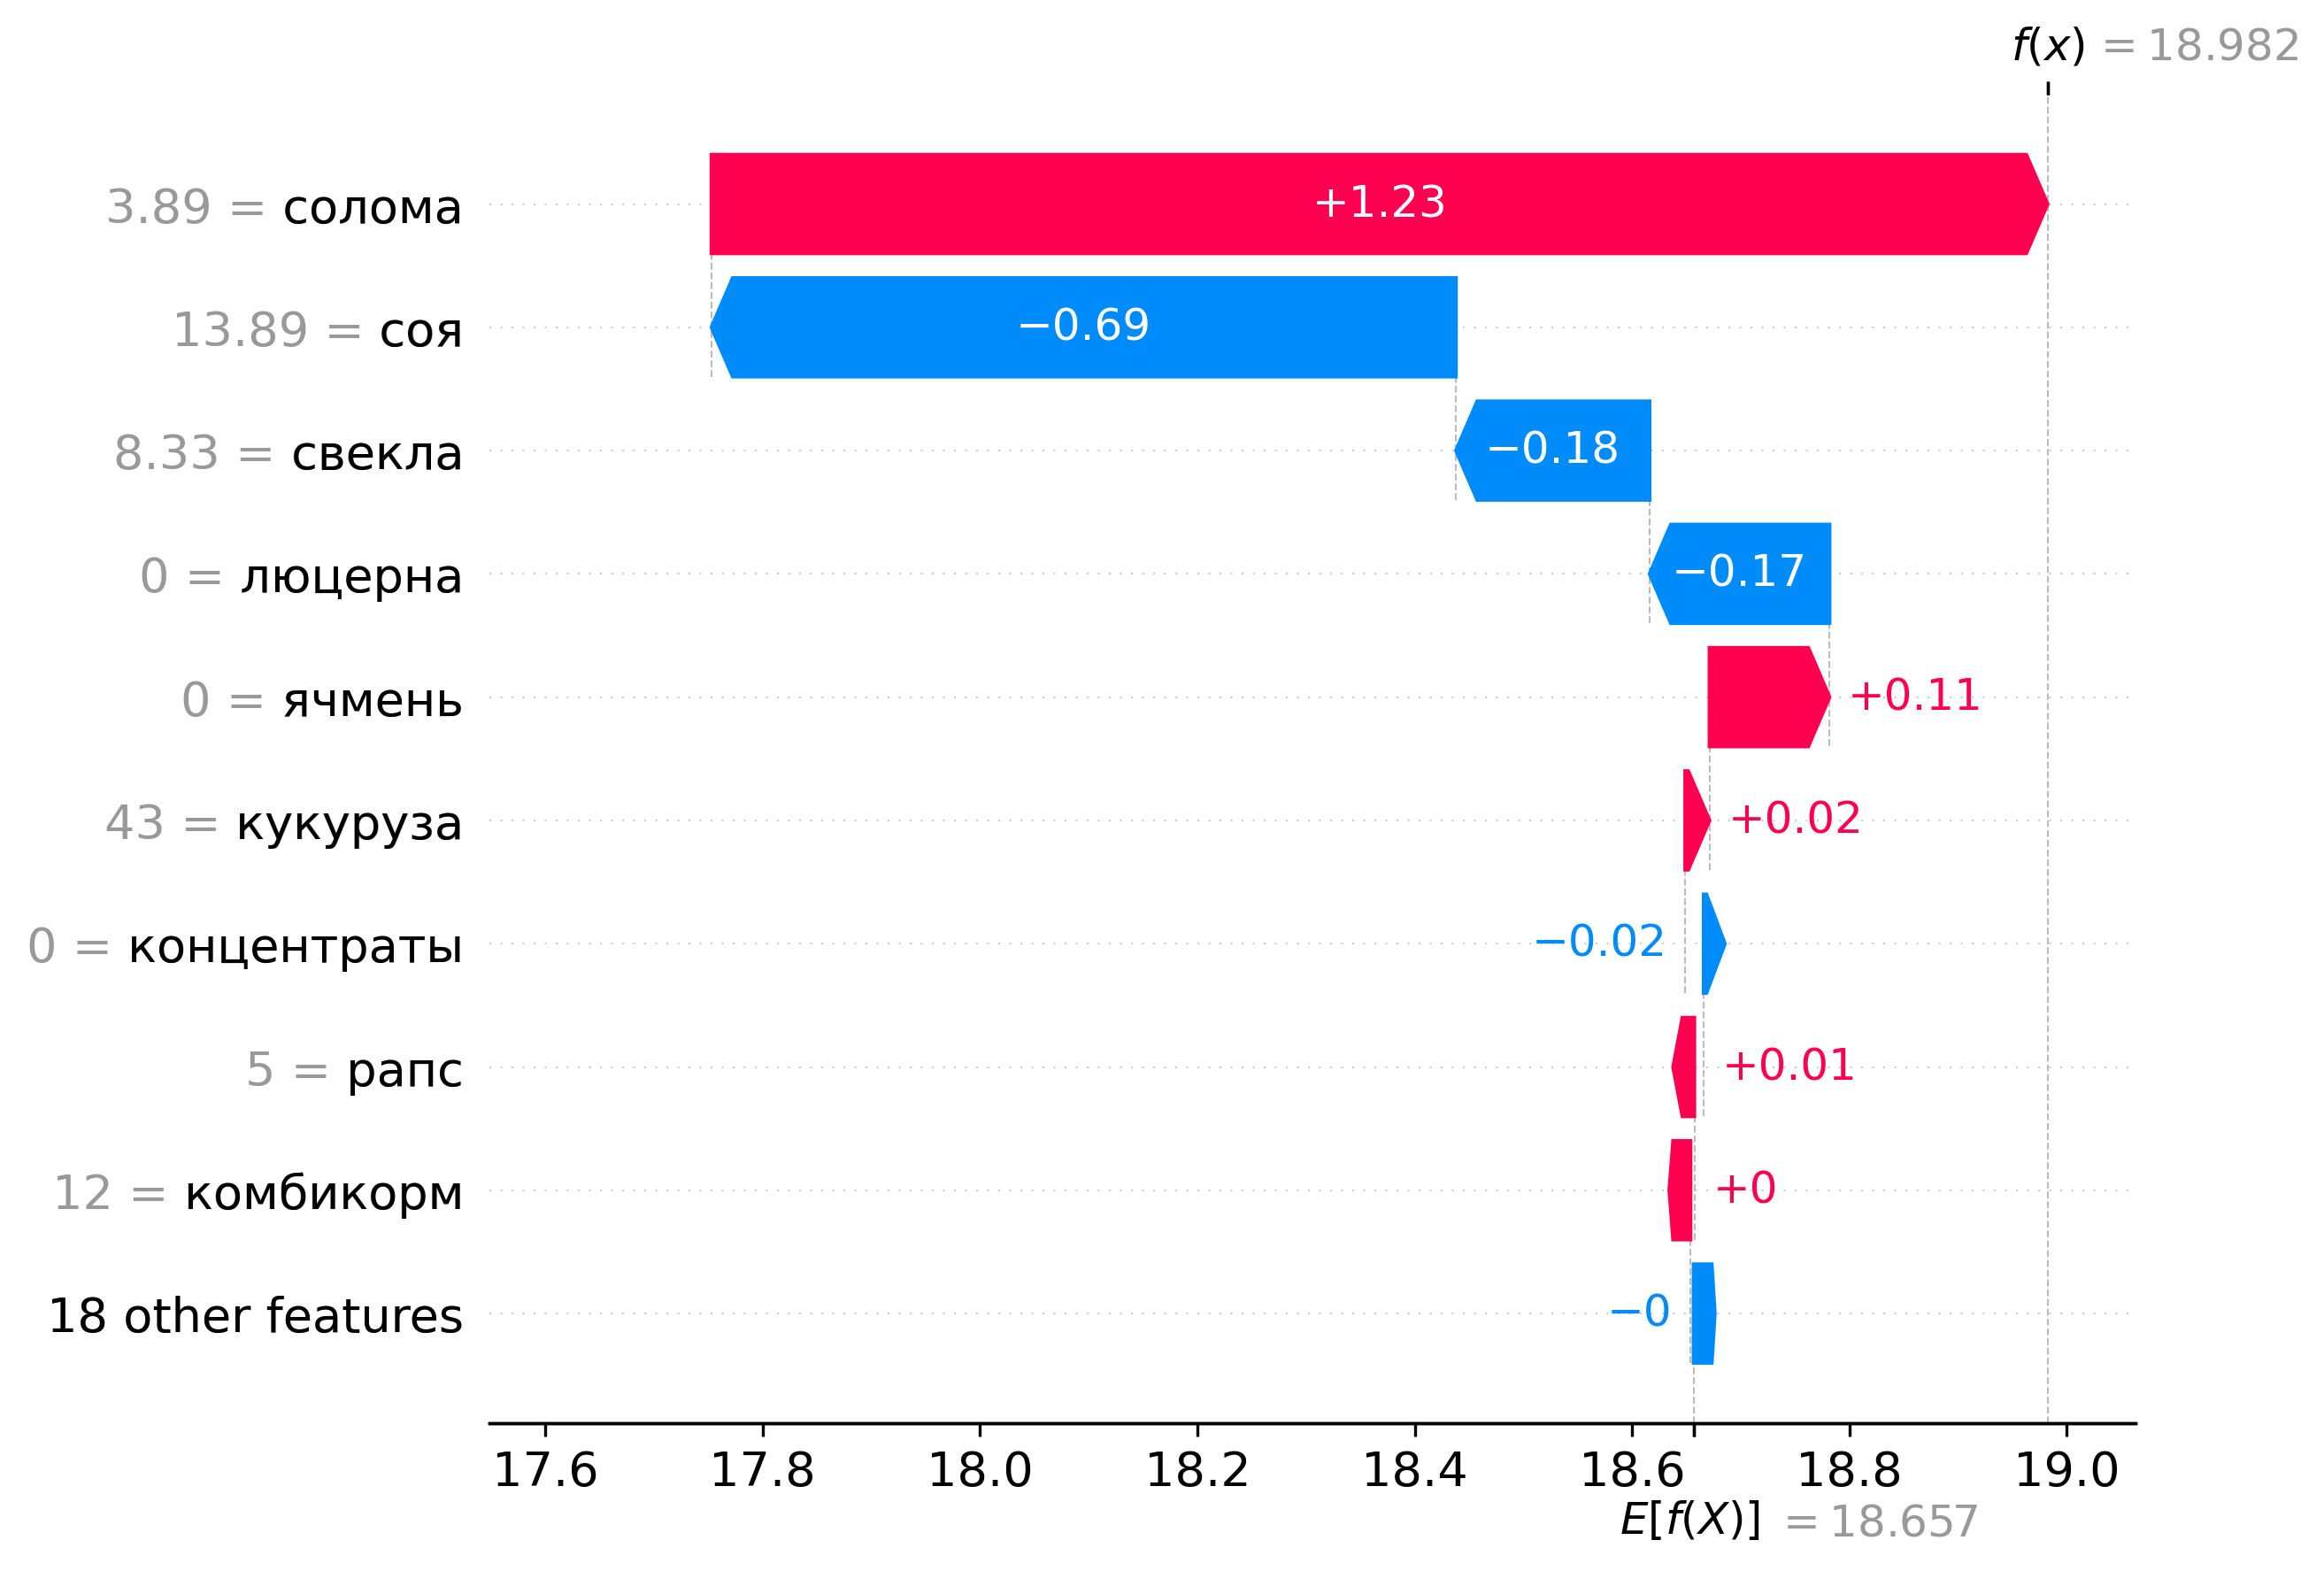 f(x) = 18.982
3.89 = солома +1.23
13.89 = соя −0.69
8.33 = свекла −0.18
0 = люцерна −0.17
0 = ячмень +0.11
43 = кукуруза +0.02
0 = концентраты −0.02
5 = рапс +0.01
12 = комбикорм +0
18 other features −0
17.6 17.8 18.0 18.2 18.4 18.6 18.8 19.0
E[f(X)] = 18.657